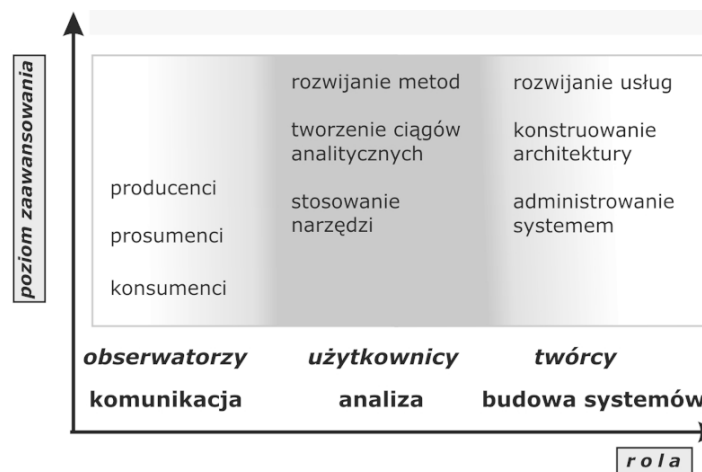 poziom zaawansowania
rozwijanie metod
rozwijanie usług
tworzenie ciągów
analitycznych
konstruowanie
architektury
producenci
stosowanie
narzędzi
administrowanie
systemem
prosumenci
konsumenci
obserwatorzy
użytkownicy
twórcy
komunikacja
analiza
budowa systemów
rola